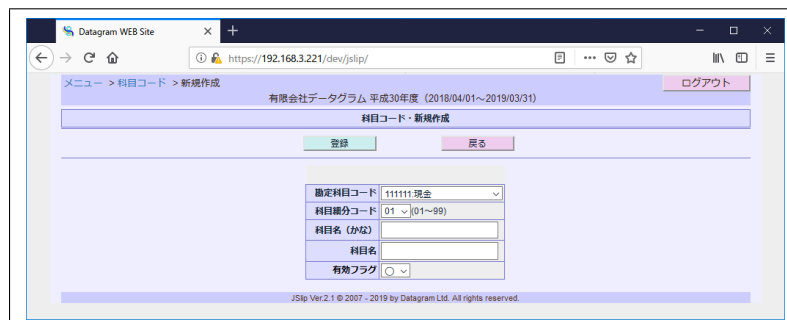 Datagram WEB Site
https://192.168.3.221/dev/jslip/
メニュー > 科目コード > 新規作成
ログアウト
有限会社データグラム 平成30年度（2018/04/01～2019/03/31）
科目コード・新規作成
登録 戻る
勘定科目コード 111111:現金
科目細分コード 01 (01～99)
科目名（かな）
科目名
有効フラグ ○
JSlip Ver.2.1 © 2007 - 2019 by Datagram Ltd. All rights reserved.